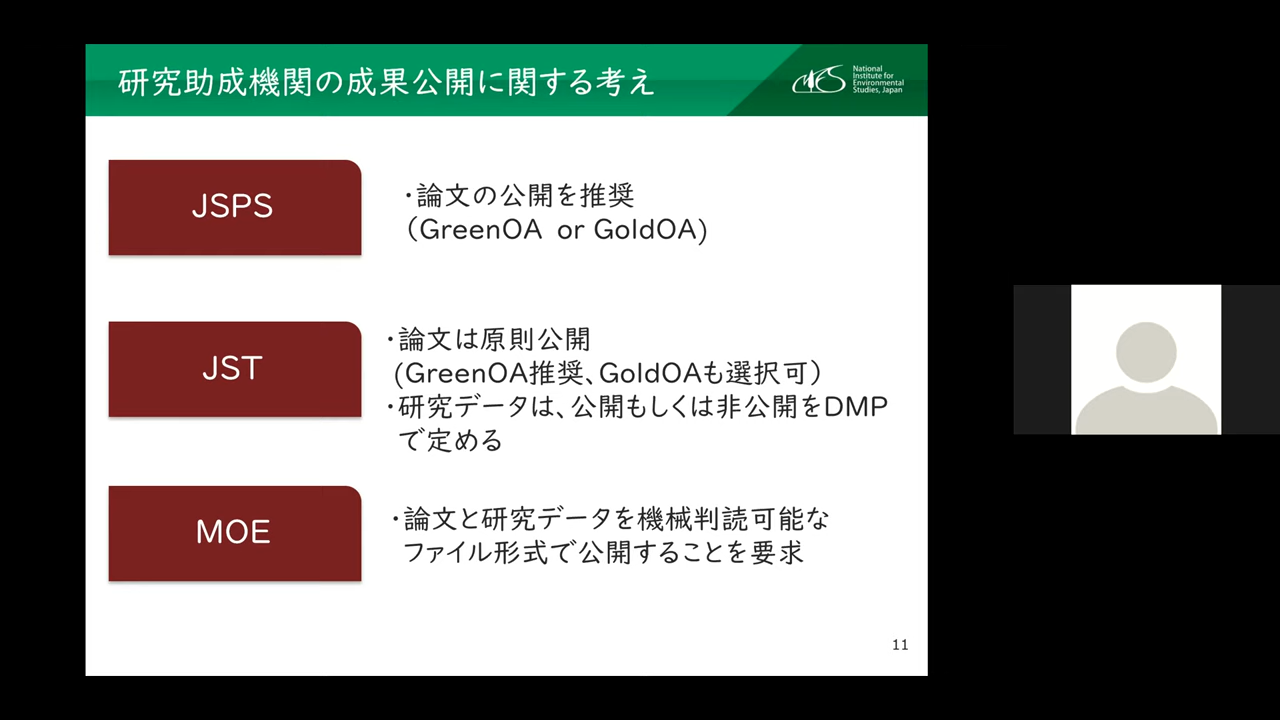 研究助成機関の成果公開に関する考え
National
Institute for
Environmental
Studies, Japan
JSPS
・論文の公開を推奨
（GreenOA or GoldOA)
JST
・論文は原則公開
(GreenOA推奨、GoldOAも選択可）
・研究データは、公開もしくは非公開をDMP
で定める
MOE
・論文と研究データを機械判読可能な
ファイル形式で公開することを要求
11